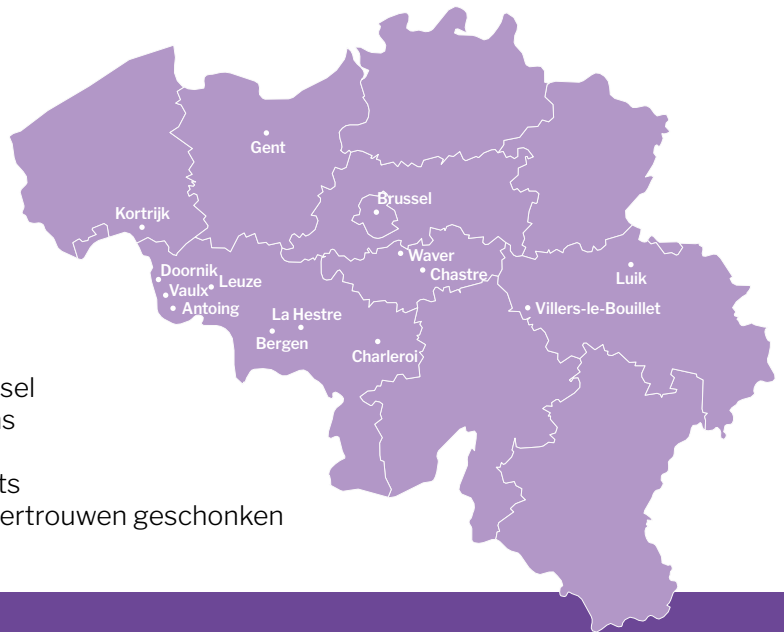 Gent
Brussel
Kortrijk
Waver
Chastre
Doornik
Leuze
Vaulx
Antoing
Luik
Villers-le-Bouillet
La Hestre
Bergen
Charleroi
sel
s
ts
ertrouwen geschonken